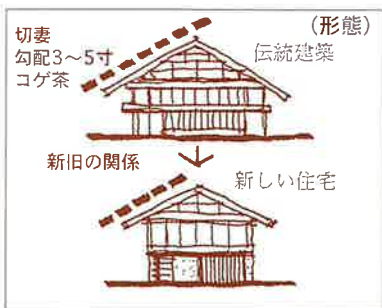 (形態)
切妻
勾配3～5寸
コゲ茶
伝統建築
新旧の関係
新しい住宅